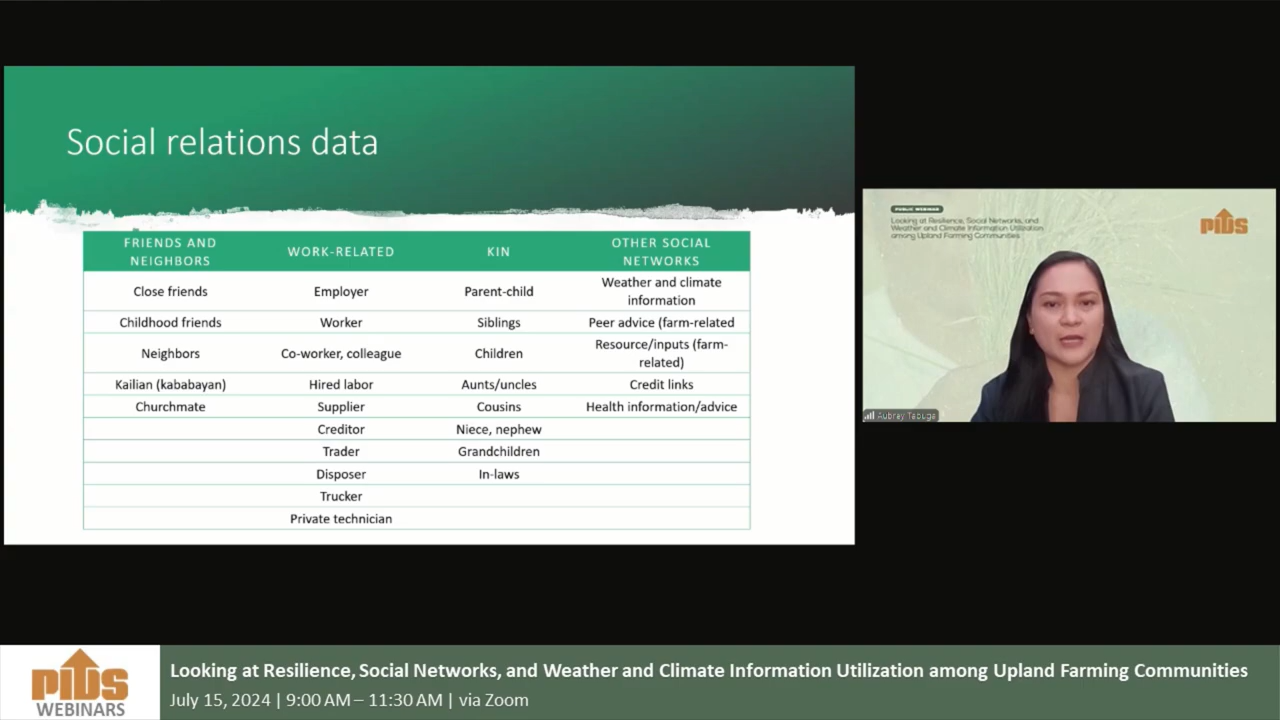 Social relations data
FRIENDS AND
NEIGHBORS
WORK-RELATED
KIN
OTHER SOCIAL
NETWORKS
Close friends
Employer
Parent-child
Weather and climate
information
Childhood friends
Worker
Siblings
Peer advice (farm-related
Neighbors
Co-worker, colleague
Children
Resource/inputs (farm-
related)
Kailian (kababayan)
Hired labor
Aunts/uncles
Credit links
Churchmate
Supplier
Cousins
Health information/advice
Creditor
Niece, nephew
Trader
Grandchildren
Disposer
In-laws
Trucker
Private technician
PUBLIC WEBINAR
Looking at Resilience, Social Networks, and
Weather and Climate Information Utilization
among Upland Farming Communities
PIDS
Aubrey Tabuga
PIDS
WEBINARS
Looking at Resilience, Social Networks, and Weather and Climate Information Utilization among Upland Farming Communities
July 15, 2024 | 9:00 AM – 11:30 AM | via Zoom